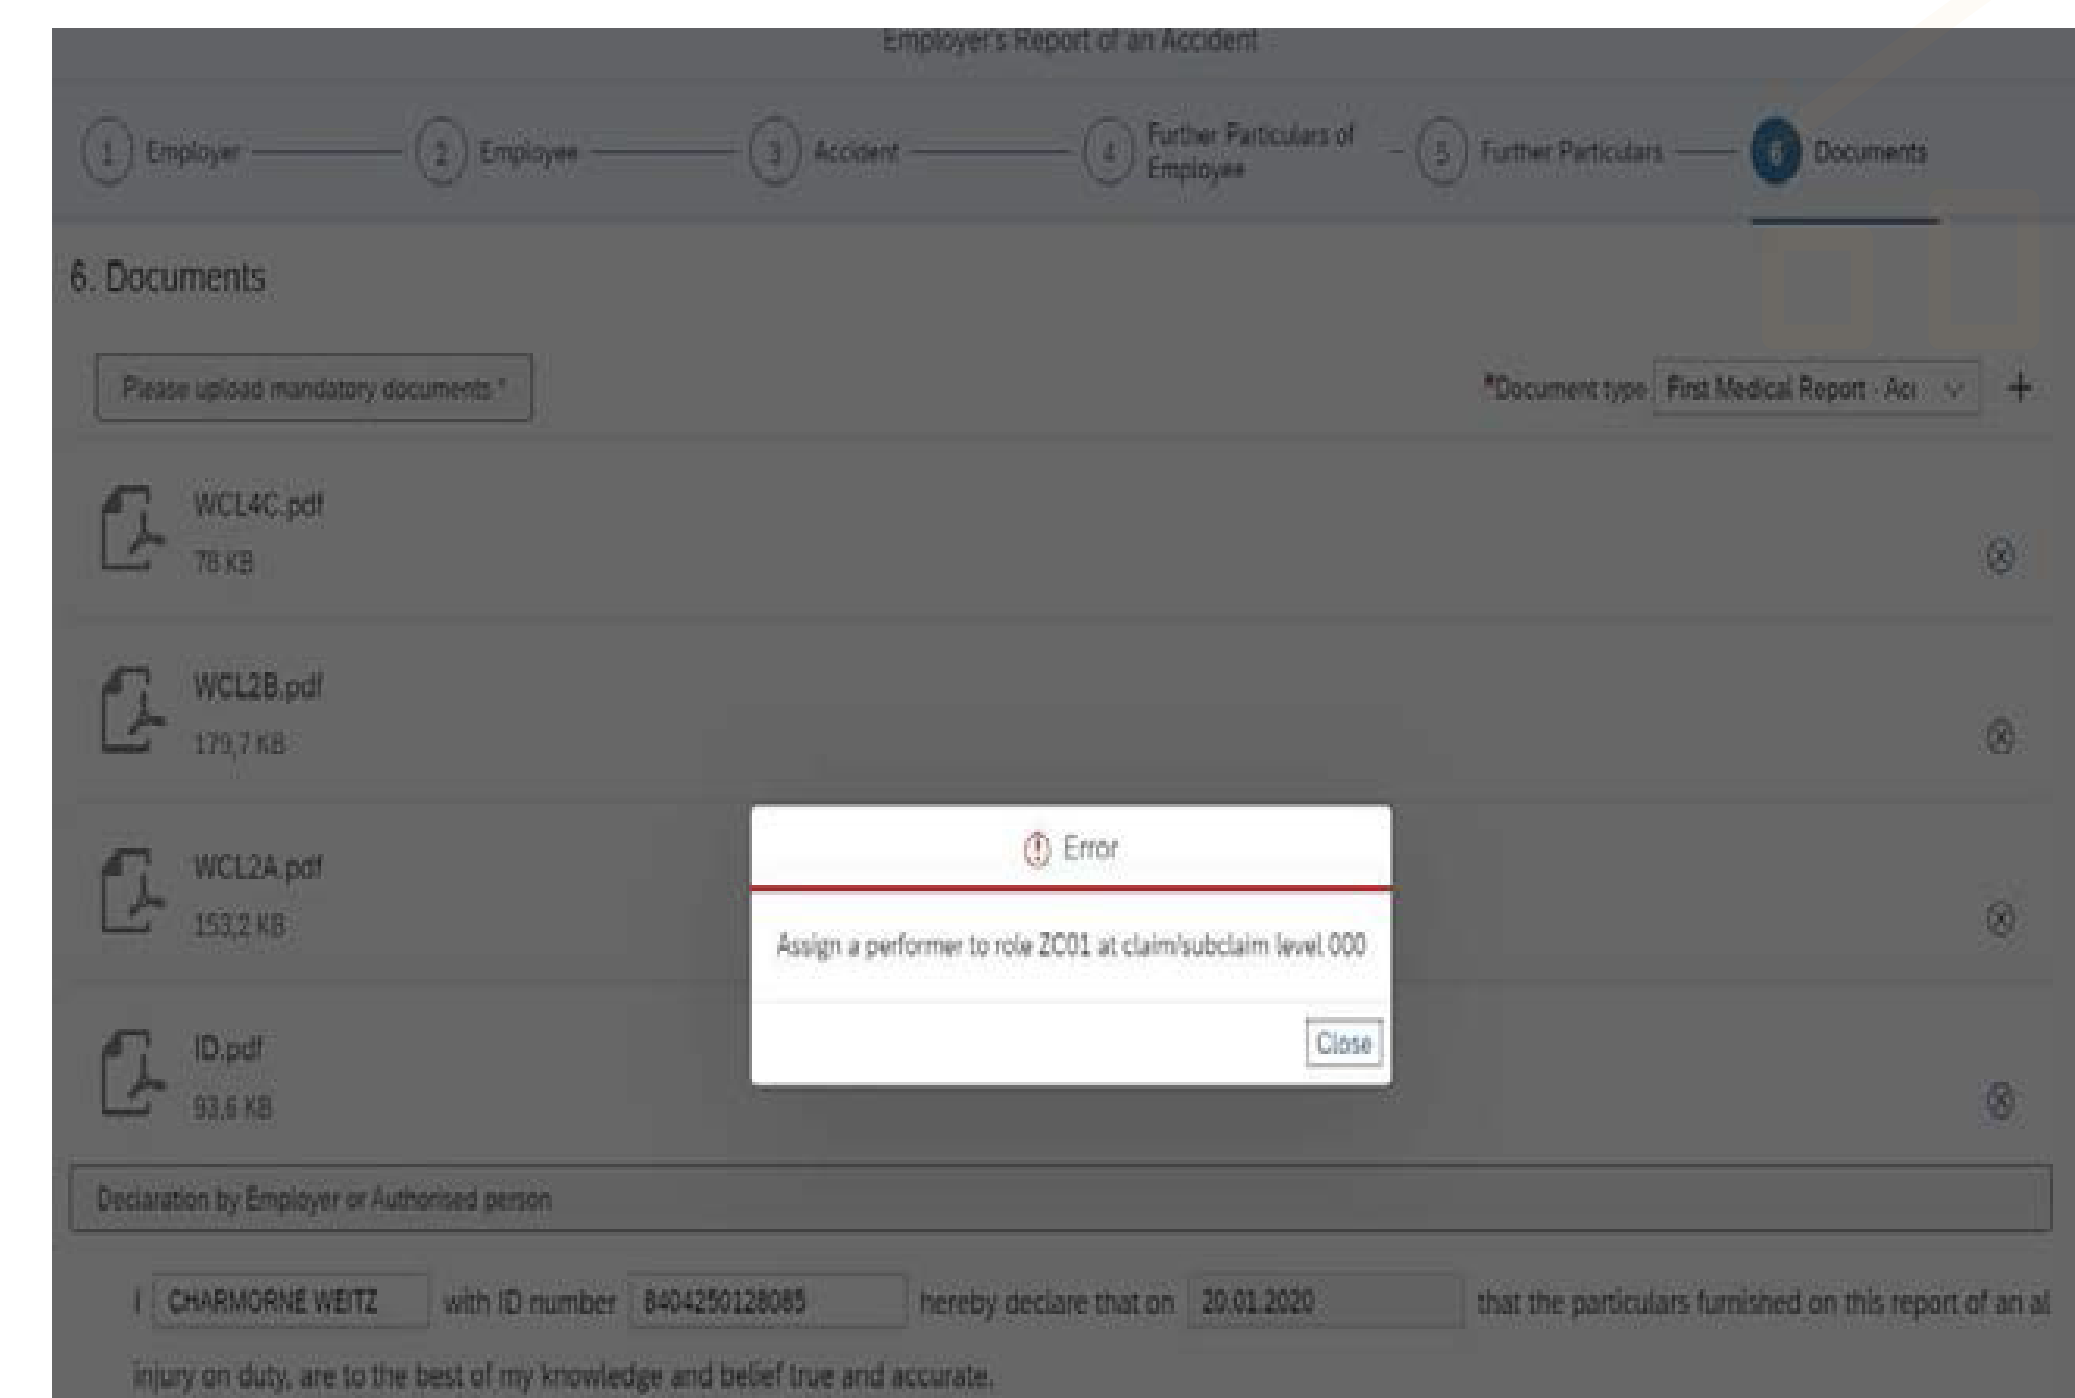 Employer's Report of an Accident
1 Employer
2 Employee
3 Accident
4 Further Particulars of
Employee
5 Further Particulars
6 Documents
6. Documents
Please upload mandatory documents *
*Document type First Medical Report - Acc
WCL4C.pdf
78 KB
WCL2B.pdf
179,7 KB
WCL2A.pdf
153,2 KB
Error
Assign a performer to role ZC01 at claim/subclaim level 000
Close
ID.pdf
93,6 KB
Declaration by Employer or Authorised person
I CHARMORNE WEITZ with ID number 8404250128085 hereby declare that on 20.01.2020 that the particulars furnished on this report of an al
injury on duty, are to the best of my knowledge and belief true and accurate.